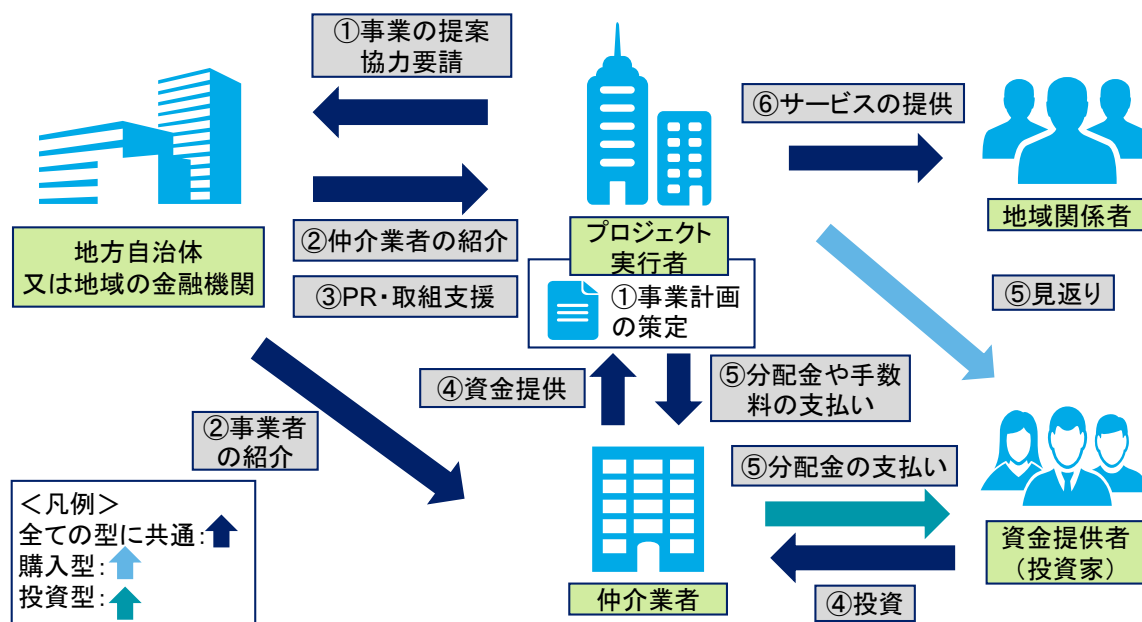 ①事業の提案
協力要請
⑥サービスの提供
地方自治体
又は地域の金融機関
②仲介業者の紹介
③PR・取組支援
プロジェクト
実行者
①事業計画
の策定
地域関係者
⑤見返り
④資金提供
⑤分配金や手数
料の支払い
②事業者
の紹介
⑤分配金の支払い
<凡例>
全ての型に共通:
購入型:
投資型:
仲介業者
④投資
資金提供者
(投資家)